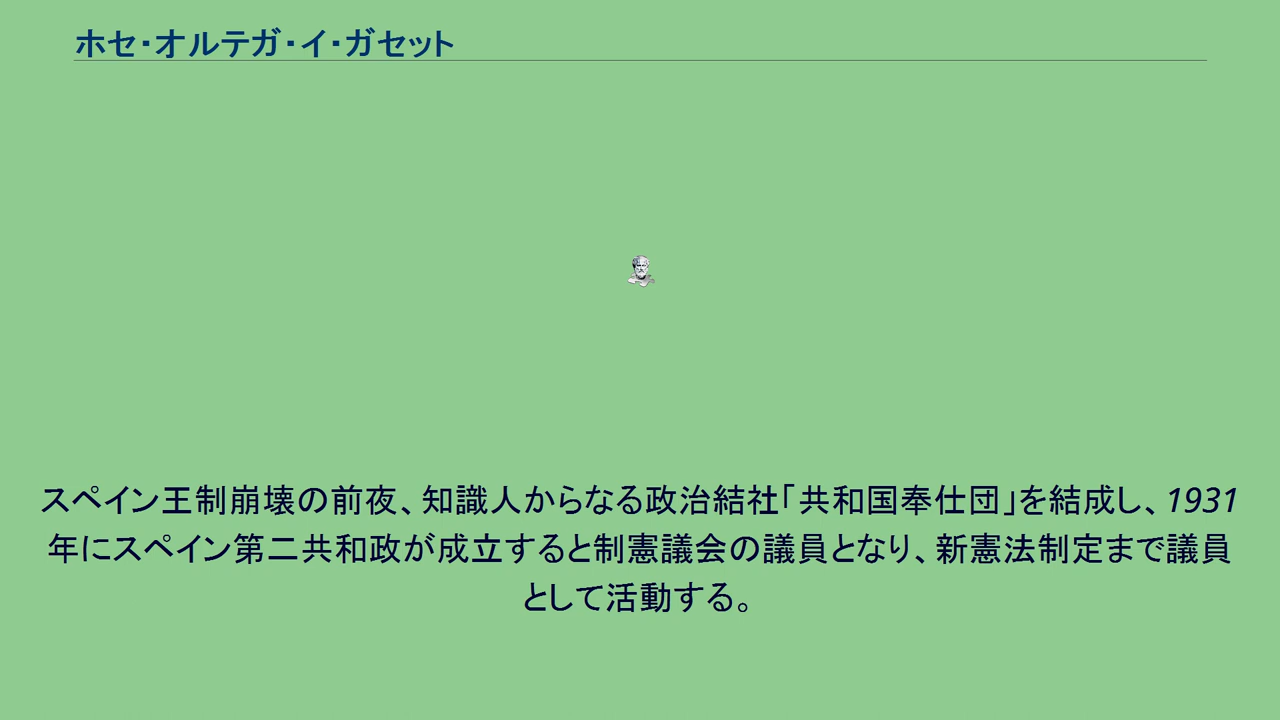 ホセ・オルテガ・イ・ガセット
スペイン王制崩壊の前夜、知識人からなる政治結社「共和国奉仕団」を結成し、1931
年にスペイン第二共和政が成立すると制憲議会の議員となり、新憲法制定まで議員
として活動する。